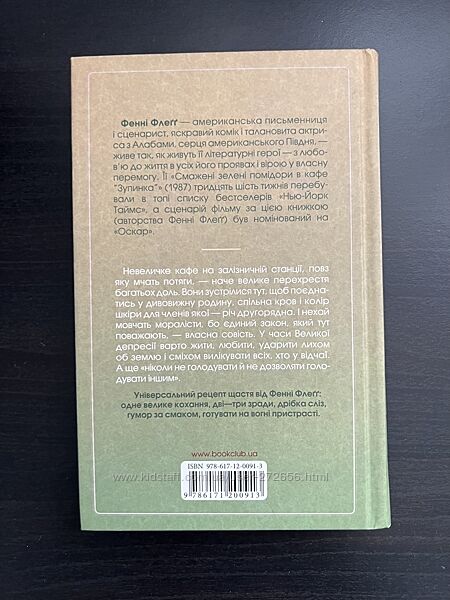 Фенні Флеґґ — американська письменниця
і сценарист, яскравий комік і талановита актри-
са з Алабами, серця американського Півдня, —
живе так, як живуть її літературні герої — з любо-
в'ю до життя в усіх його проявах і вірою у власну
перемогу. Її «Смажені зелені помідори в кафе
"Зупинка"» (1987) тридцять шість тижнів перебу-
вали в топі списку бестселерів «Нью-Йорк
Таймс», а сценарій фільму за цією книжкою
(авторства Фенні Флеґґ) був номінований на
«Оскар».
Невеличке кафе на залізничній станції, повз
яку мчать потяги, — наче велике перехрестя
багатьох доль. Вони зустрілися тут, щоб поєдна-
тись у дивовижну родину, спільна кров і колір
шкіри для членів якої — річ другорядна. І нехай
мовчать моралісти, бо єдиний закон, який тут
поважають, — власна совість. У часи Великої
депресії варто жити, любити, ударити лихом
об землю і сміхом вилікувати всіх, хто у відчаї.
А ще «ніколи не голодувати й не дозволяти голо-
дувати іншим».
Універсальний рецепт щастя від Фенні Флеґґ:
одне велике кохання, дві—три зради, дрібка сліз,
гумор за смаком, готувати на вогні пристрасті.
www.bookclub.ua
ISBN 978-617-12-0091-3
9786171200913